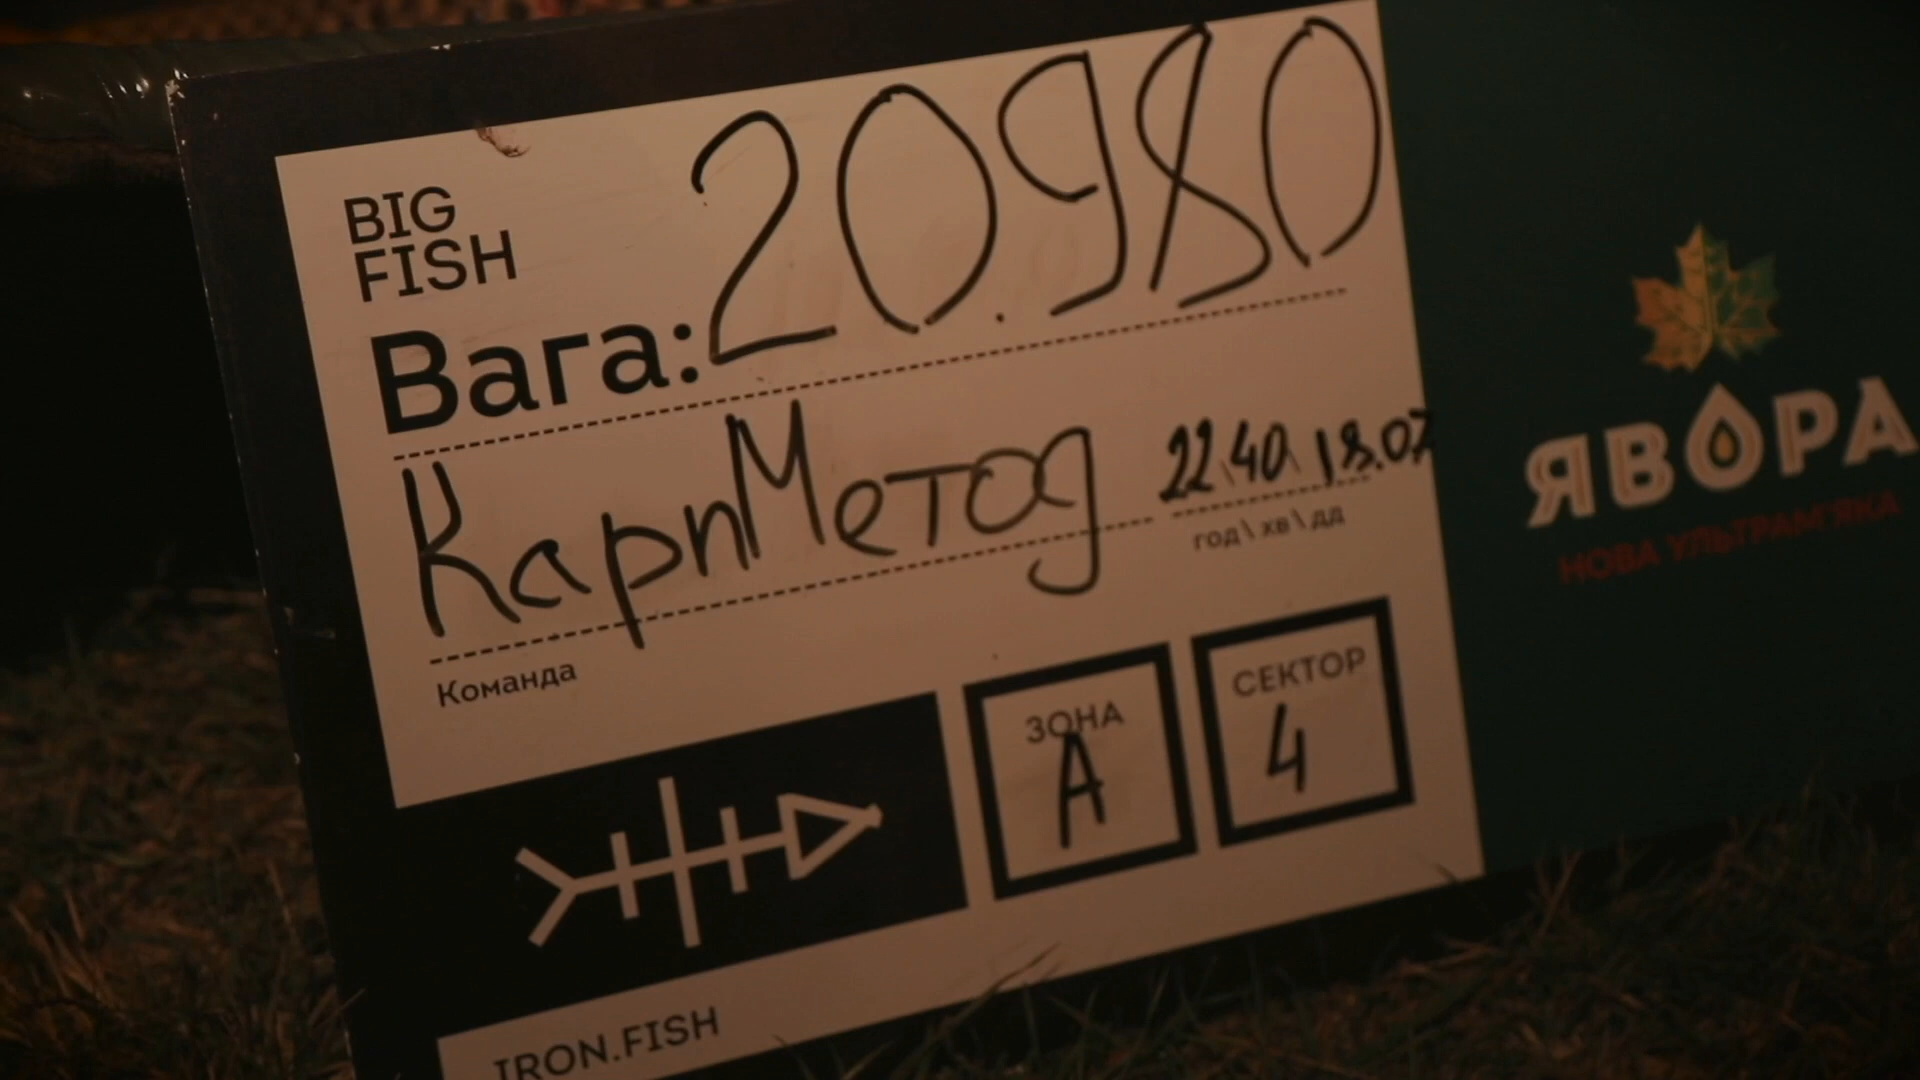 BIG
FISH
Вага: 20.980
КарпМетод 22\40\ 18.07
год\ хв \ дд
Команда
ЗОНА
А
СЕКТОР
4
IRON.FISH
ЯВОРА
НОВА УЛЬТРАМ'ЯКА